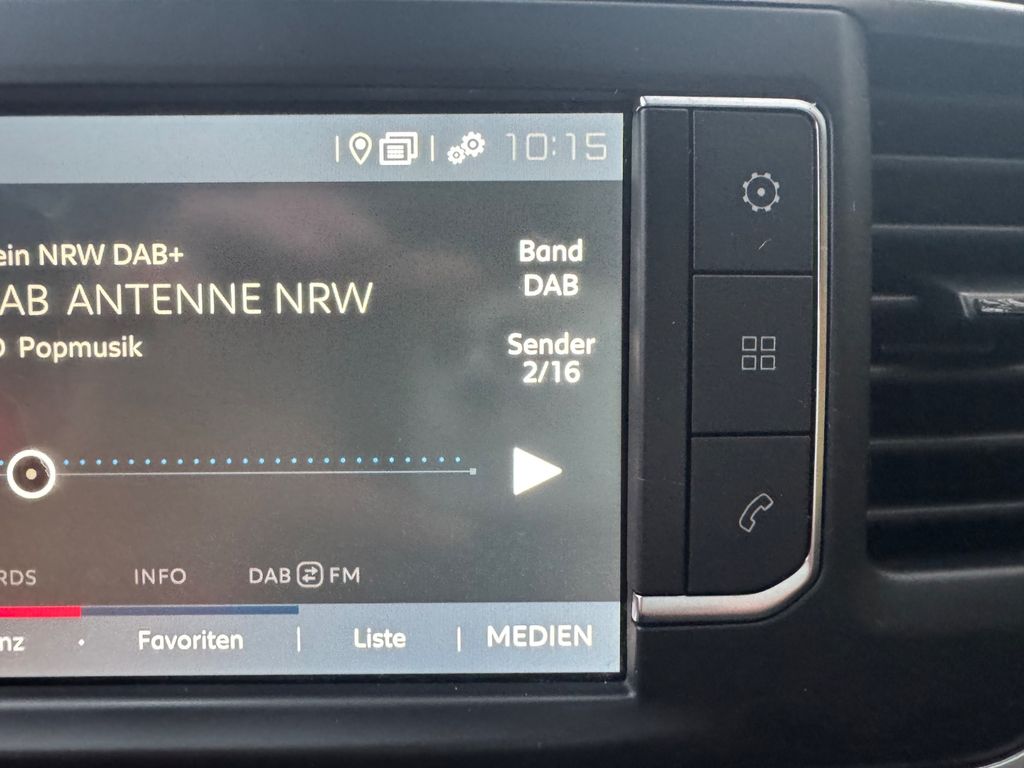 10:15
ein NRW DAB+
AB ANTENNE NRW
Popmusik
Band
DAB
Sender
2/16
RDS
INFO
DAB FM
nz · Favoriten | Liste | MEDIEN